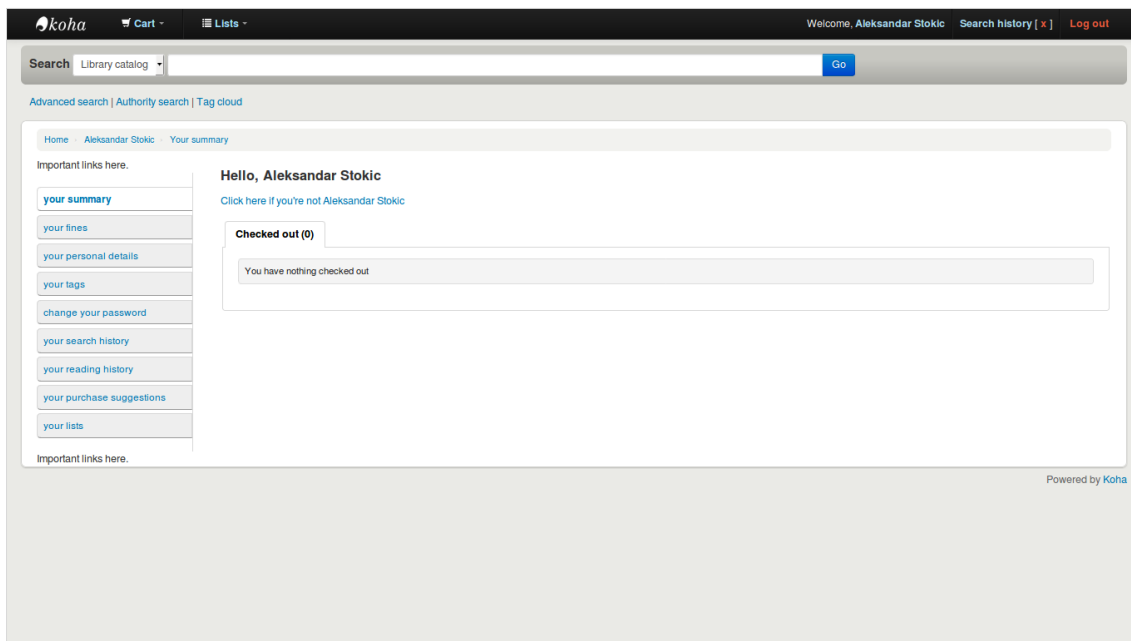 koha Cart Lists Welcome, Aleksandar Stokic Search history [ x ] Log out
Search Library catalog Go
Advanced search | Authority search | Tag cloud
Home Aleksandar Stokic Your summary
Important links here.
your summary
your fines
your personal details
your tags
change your password
your search history
your reading history
your purchase suggestions
your lists
Important links here.
Hello, Aleksandar Stokic
Click here if you're not Aleksandar Stokic
Checked out (0)
You have nothing checked out
Powered by Koha